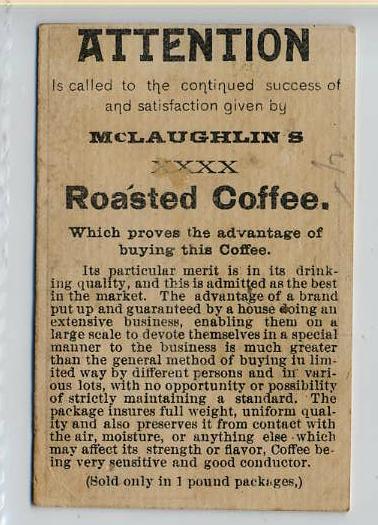 ATTENTION
Is called to the continued success of
and satisfaction given by
McLAUGHLIN'S
XXXX
Roasted Coffee.
Which proves the advantage of
buying this Coffee.
Its particular merit is in its drink-
ing quality, and this is admitted as the best
in the market. The advantage of a brand
put up and guaranteed by a house doing an
extensive business, enabling them on a
large scale to devote themselves in a special
manner to the business is much greater
than the general method of buying in lim-
ited way by different persons and in vari-
ous lots, with no opportunity or possibility
of strictly maintaining a standard. The
package insures full weight, uniform qual-
ity and also preserves it from contact with
the air, moisture, or anything else which
may affect its strength or flavor, Coffee be-
ing very sensitive and good conductor.
(Sold only in 1 pound packages,)